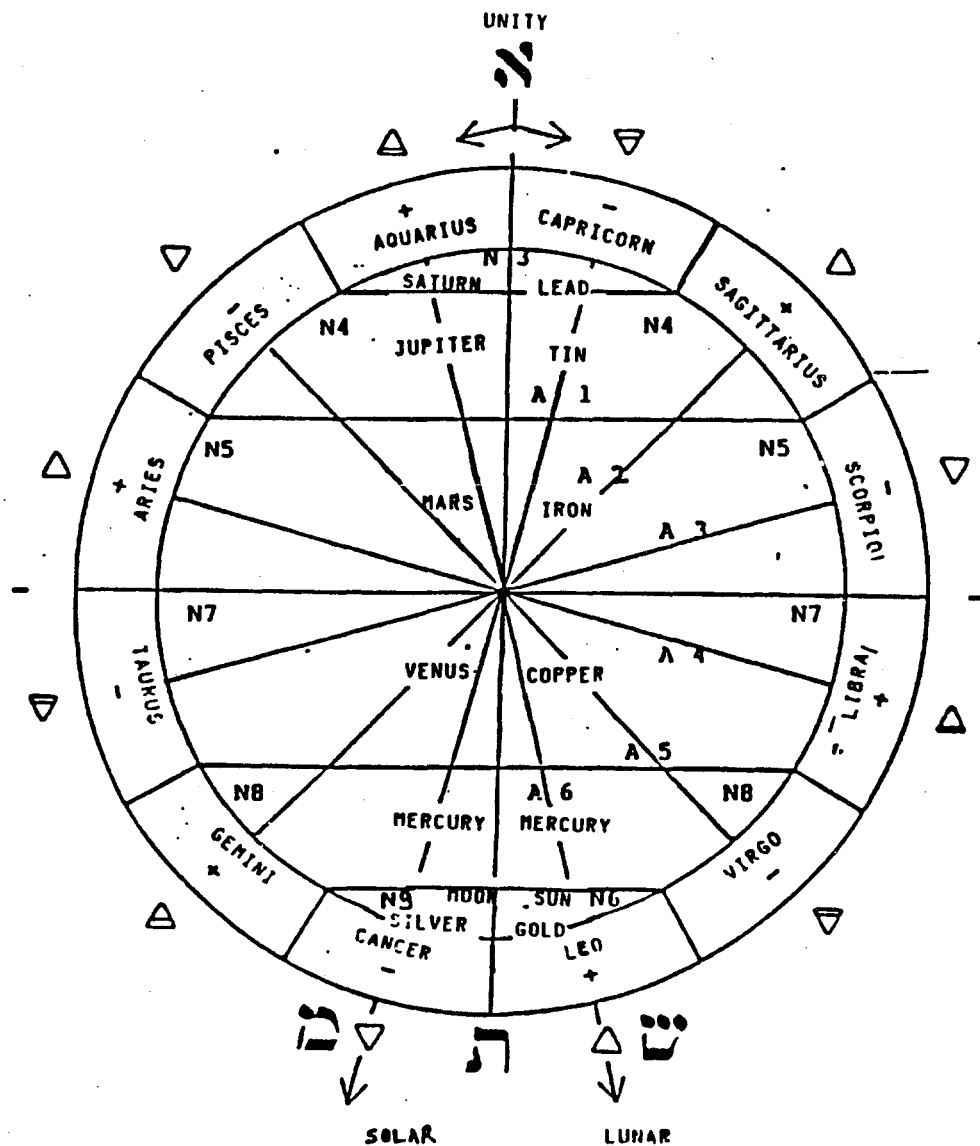 UNITY
א
+
-
AQUARIUS
CAPRICORN
N 3
SATURN
LEAD
-
PISCES
+
SAGITTARIUS
N4
N4
JUPITER
TIN
A 1
+
ARIES
N5
N5
-
SCORPIO
A 2
MARS
IRON
A 3
-
-
N7
N7
-
TAURUS
VENUS
COPPER
A 4
LIBRA
+
A 5
N8
A 6
N8
MERCURY
MERCURY
GEMINI
+
VIRGO
-
N9
MOON
SUN
N6
SILVER
GOLD
CANCER
-
LEO
+
ת
ש
SOLAR
LUNAR